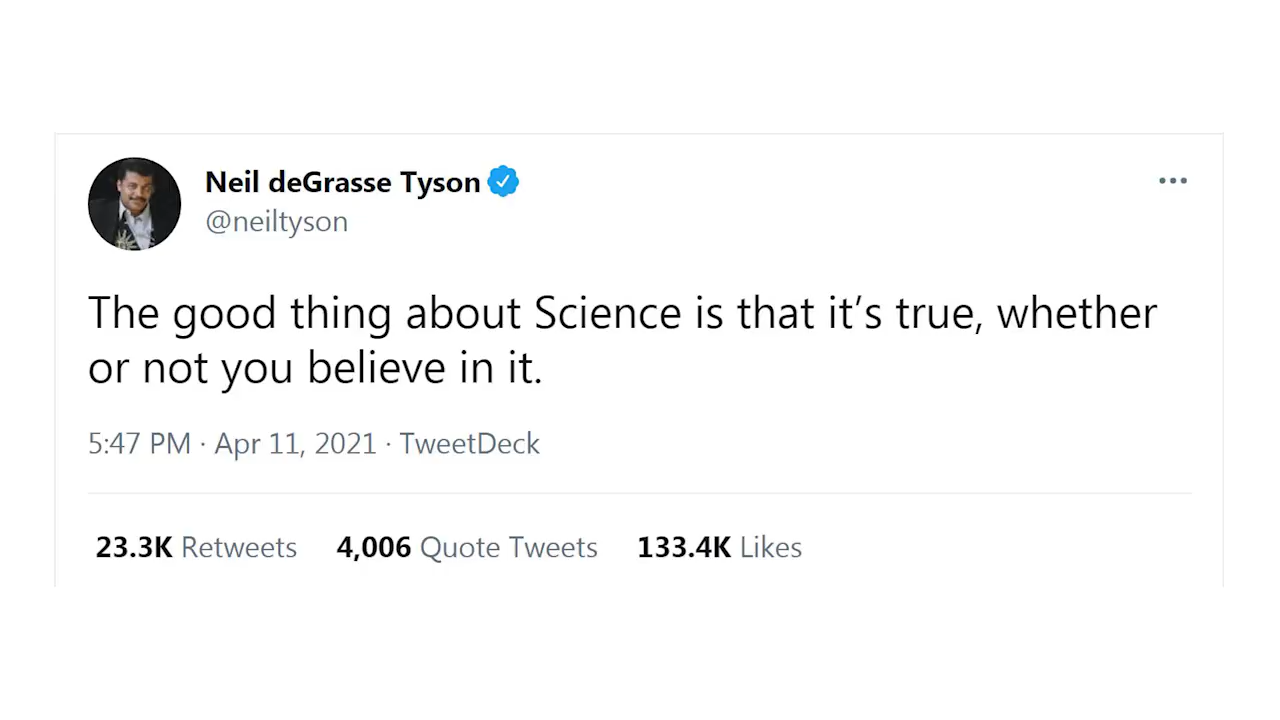 Neil deGrasse Tyson
@neiltyson
The good thing about Science is that it’s true, whether
or not you believe in it.
5:47 PM · Apr 11, 2021 · TweetDeck
23.3K Retweets 4,006 Quote Tweets 133.4K Likes